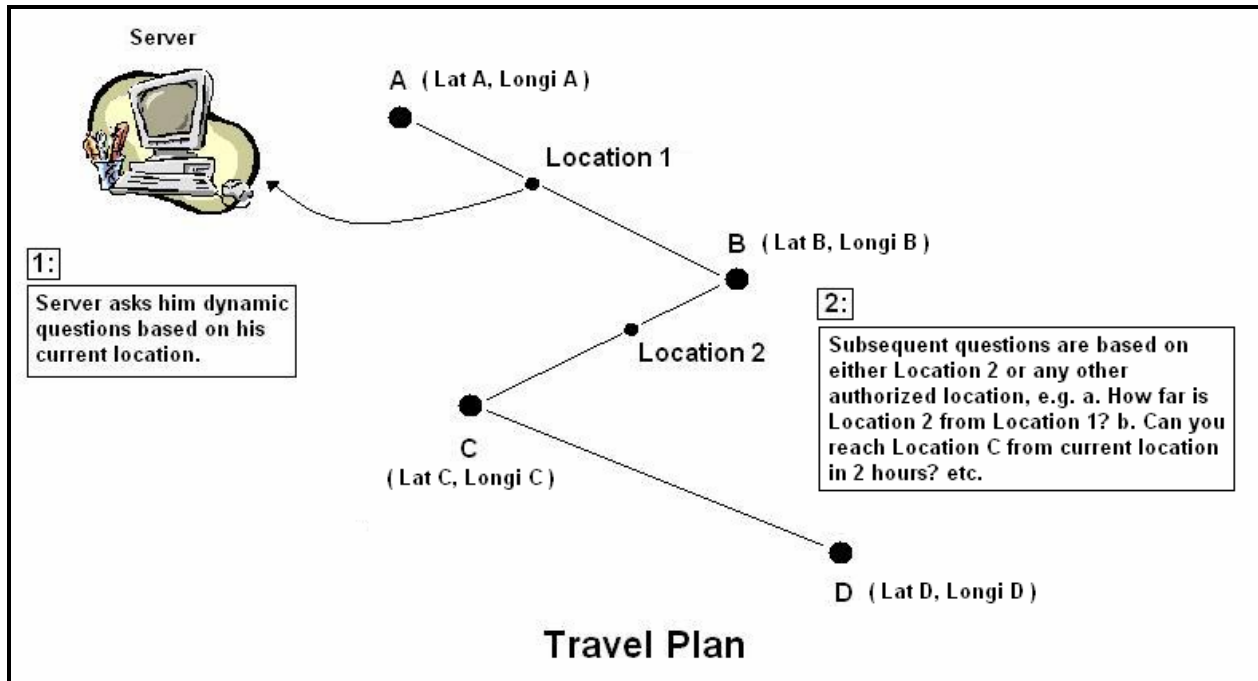 Server
A ( Lat A, Longi A )
Location 1
B ( Lat B, Longi B )
1:
Server asks him dynamic
questions based on his
current location.
2:
Location 2
Subsequent questions are based on
either Location 2 or any other
authorized location, e.g. a. How far is
Location 2 from Location 1? b. Can you
reach Location C from current location
in 2 hours? etc.
C
( Lat C, Longi C )
D ( Lat D, Longi D )
Travel Plan